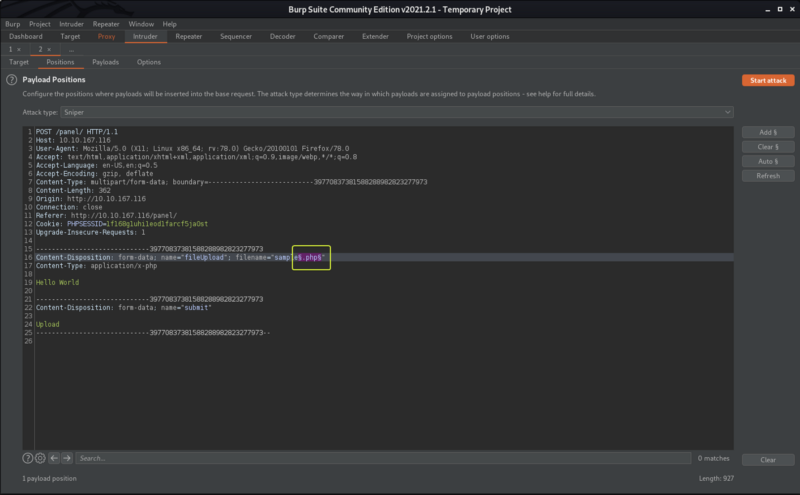 Burp Suite Community Edition v2021.2.1 - Temporary Project
Burp Project Intruder Repeater Window Help
Dashboard Target Proxy Intruder Repeater Sequencer Decoder Comparer Extender Project options User options
1 × 2 × ...
Target Positions Payloads Options
? Payload Positions
Start attack
Configure the positions where payloads will be inserted into the base request. The attack type determines the way in which payloads are assigned to payload positions - see help for full details.
Attack type: Sniper
Add §
Clear §
Auto §
Refresh
1 POST /panel/ HTTP/1.1
2 Host: 10.10.167.116
3 User-Agent: Mozilla/5.0 (X11; Linux x86_64; rv:78.0) Gecko/20100101 Firefox/78.0
4 Accept: text/html,application/xhtml+xml,application/xml;q=0.9,image/webp,*/*;q=0.8
5 Accept-Language: en-US,en;q=0.5
6 Accept-Encoding: gzip, deflate
7 Content-Type: multipart/form-data; boundary=---------------------------39770837381588288982823277973
8 Content-Length: 362
9 Origin: http://10.10.167.116
10 Connection: close
11 Referer: http://10.10.167.116/panel/
12 Cookie: PHPSESSID=1f168g1uhi1eod1farcf5ja0st
13 Upgrade-Insecure-Requests: 1
14
15 -----------------------------39770837381588288982823277973
16 Content-Disposition: form-data; name="fileUpload"; filename="sample§.php§"
17 Content-Type: application/x-php
18
19 Hello World
20
21 -----------------------------39770837381588288982823277973
22 Content-Disposition: form-data; name="submit"
23
24 Upload
25 -----------------------------39770837381588288982823277973--
26
? Search... 0 matches Clear
1 payload position Length: 927